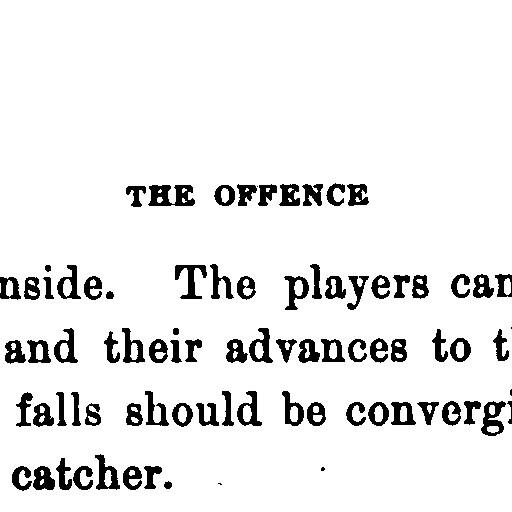 THE OFFENCE
nside. The players can
and their advances to t
falls should be convergi
catcher.